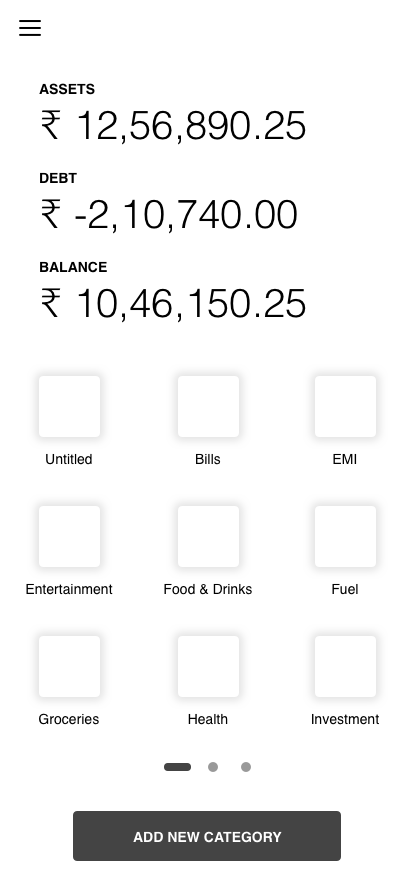 ASSETS
₹ 12,56,890.25
DEBT
₹ -2,10,740.00
BALANCE
₹ 10,46,150.25
Untitled Bills EMI
Entertainment Food & Drinks Fuel
Groceries Health Investment
ADD NEW CATEGORY